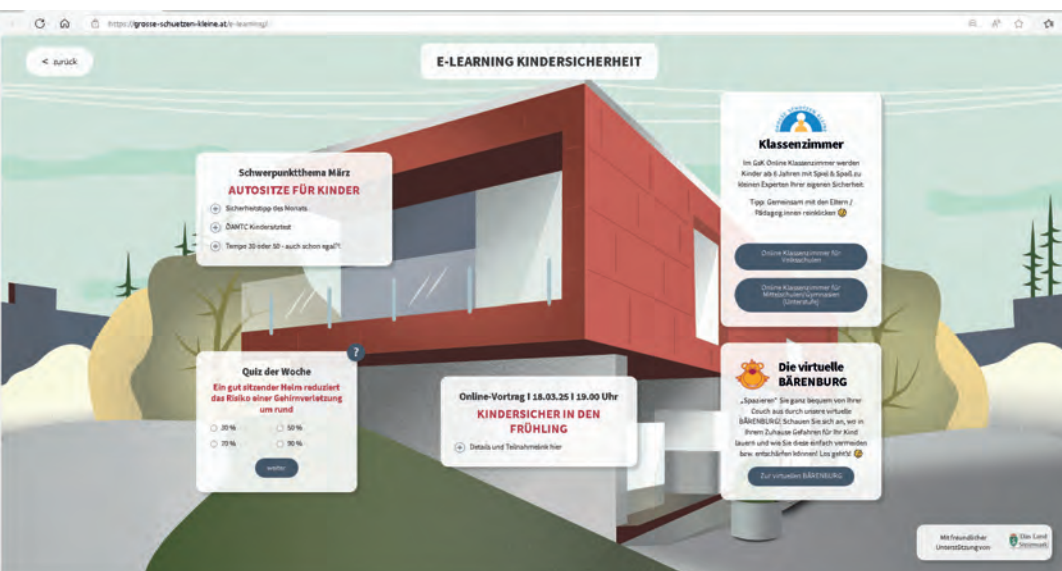 https://grosse-schuetzen-kleine.at/e-learning/
< zurück
E-LEARNING KINDERSICHERHEIT
Schwerpunktthema März
AUTOSITZE FÜR KINDER
Sicherheitstipp des Monats
ÖAMTC Kindersitztest
Tempo 30 oder 50 - auch schon egal?!
Quiz der Woche
?
Ein gut sitzender Helm reduziert
das Risiko einer Gehirnverletzung
um rund
50 %
70 %
90 %
weiter
Online-Vortrag I 18.03.25 I 19.00 Uhr
KINDERSICHER IN DEN
FRÜHLING
Details und Teilnahmelink hier
GROSSE SCHÜTZEN KLEINE
Klassenzimmer
Im GsK Online Klassenzimmer werden
Kinder ab 6 Jahren mit Spiel & Spaß zu
kleinen Experten ihrer eigenen Sicherheit.
Tipp: Gemeinsam mit den Eltern /
Pädagog:innen reinklicken
Online Klassenzimmer für
Volksschulen
Online Klassenzimmer für
Mittelschulen/Gymnasien
(Unterstufe)
Die virtuelle
BÄRENBURG
„Spazieren“ Sie ganz bequem von Ihrer
Couch aus durch unsere virtuelle
BÄRENBURG! Schauen Sie sich an, wo in
Ihrem Zuhause Gefahren für Ihr Kind
lauern und wie Sie diese einfach vermeiden
bzw. entschärfen können! Los geht's!
Zur virtuellen BÄRENBURG
Mit freundlicher
Unterstützung von
Das Land
Steiermark